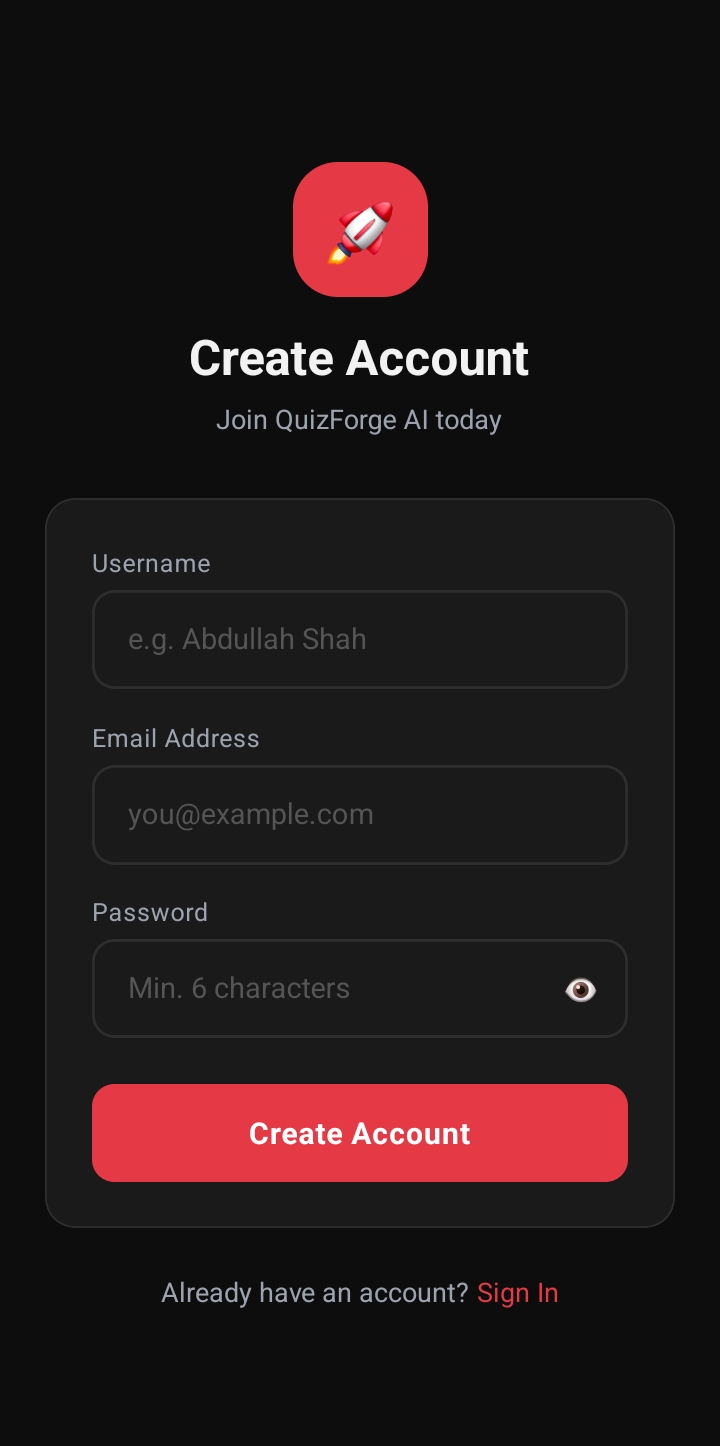 Create Account
Join QuizForge AI today
Username
e.g. Abdullah Shah
Email Address
you@example.com
Password
Min. 6 characters
Create Account
Already have an account? Sign In